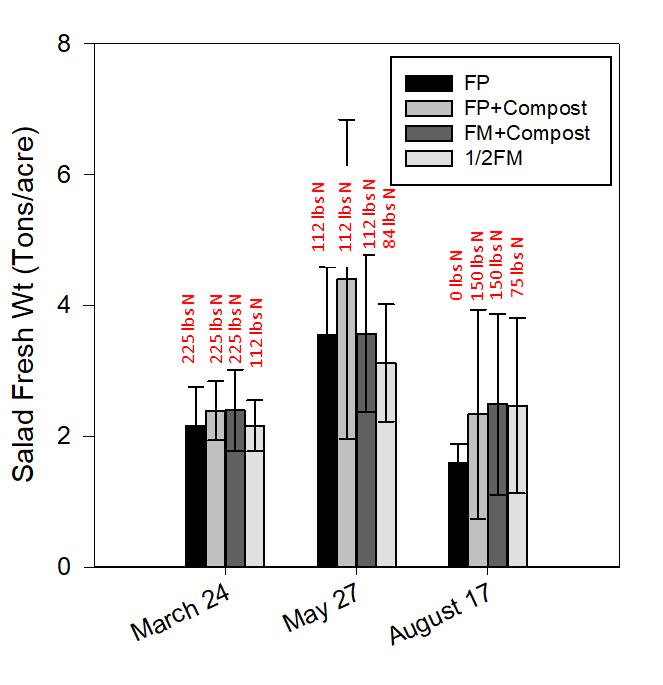 Salad Fresh Wt (Tons/acre)
8
6
4
2
0
FP
FP+Compost
FM+Compost
1/2FM
225 lbs N
225 lbs N
225 lbs N
112 lbs N
112 lbs N
112 lbs N
112 lbs N
84 lbs N
0 lbs N
150 lbs N
150 lbs N
75 lbs N
March 24
May 27
August 17